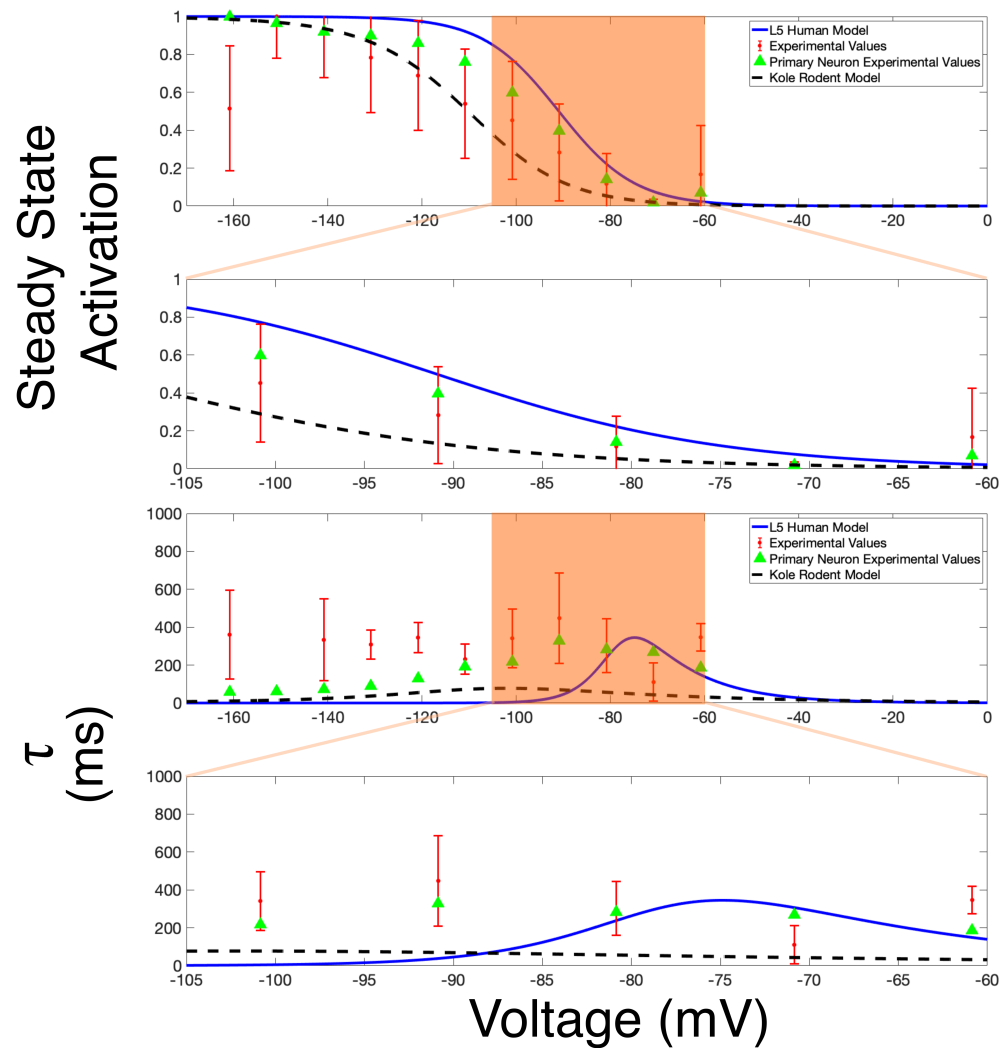 Steady State
Activation
1
0.8
0.6
0.4
0.2
0
-160 -140 -120 -100 -80 -60 -40 -20 0
L5 Human Model
Experimental Values
Primary Neuron Experimental Values
Kole Rodent Model
1
0.8
0.6
0.4
0.2
0
-105 -100 -95 -90 -85 -80 -75 -70 -65 -60
τ
(ms)
1000
800
600
400
200
0
-160 -140 -120 -100 -80 -60 -40 -20 0
L5 Human Model
Experimental Values
Primary Neuron Experimental Values
Kole Rodent Model
1000
800
600
400
200
0
-105 -100 -95 -90 -85 -80 -75 -70 -65 -60
Voltage (mV)